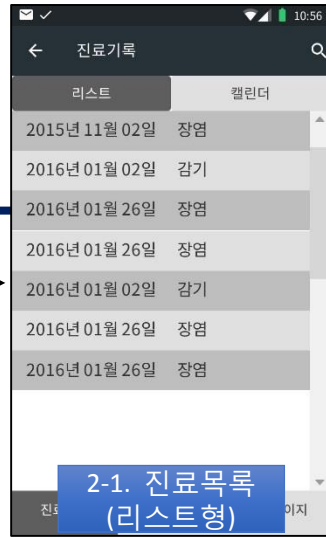 10:56
진료기록
리스트 캘린더
2015년 11월 02일 장염
2016년 01월 02일 감기
2016년 01월 26일 장염
2016년 01월 26일 장염
2016년 01월 02일 감기
2016년 01월 26일 장염
2016년 01월 26일 장염
2-1. 진료목록
(리스트형)